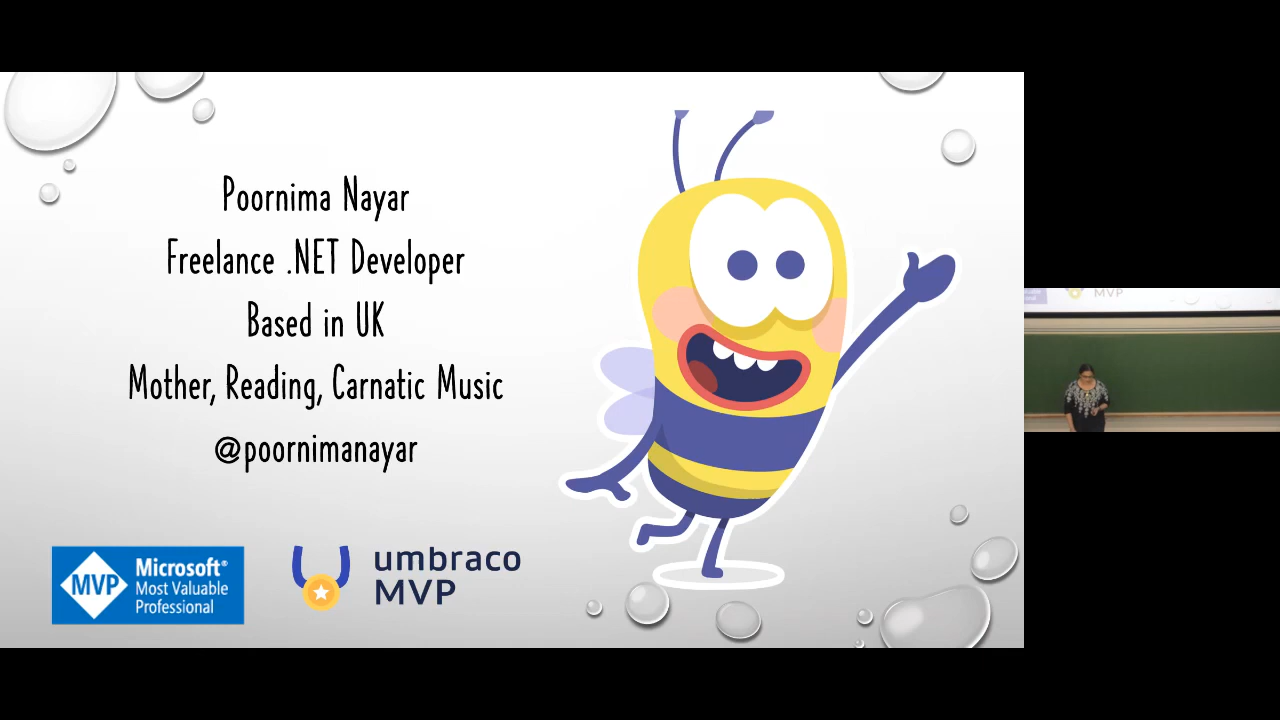 Poornima Nayar
Freelance .NET Developer
Based in UK
Mother, Reading, Carnatic Music
@poornimanayar
MVP
Microsoft®
Most Valuable
Professional
umbraco
MVP
MVP